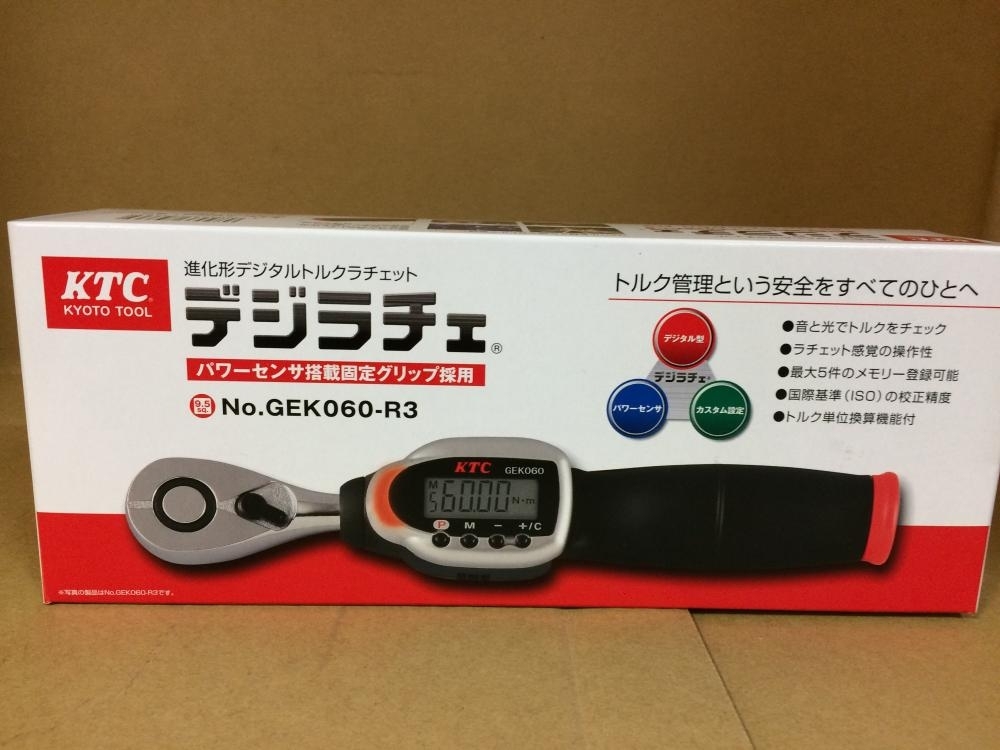 KTC
KYOTO TOOL
進化形デジタルトルクラチェット
デジラチェ®
パワーセンサ搭載固定グリップ採用
9.5 SQ. No.GEK060-R3
トルク管理という安全をすべてのひとへ
デジタル型
デジラチェ
パワーセンサ
カスタム設定
●音と光でトルクをチェック
●ラチェット感覚の操作性
●最大5件のメモリー登録可能
●国際基準(ISO)の校正精度
●トルク単位換算機能付
KTC GEK060
M5 60.00 N·m
P M − +/C
※写真の製品はNo.GEK060-R3です。